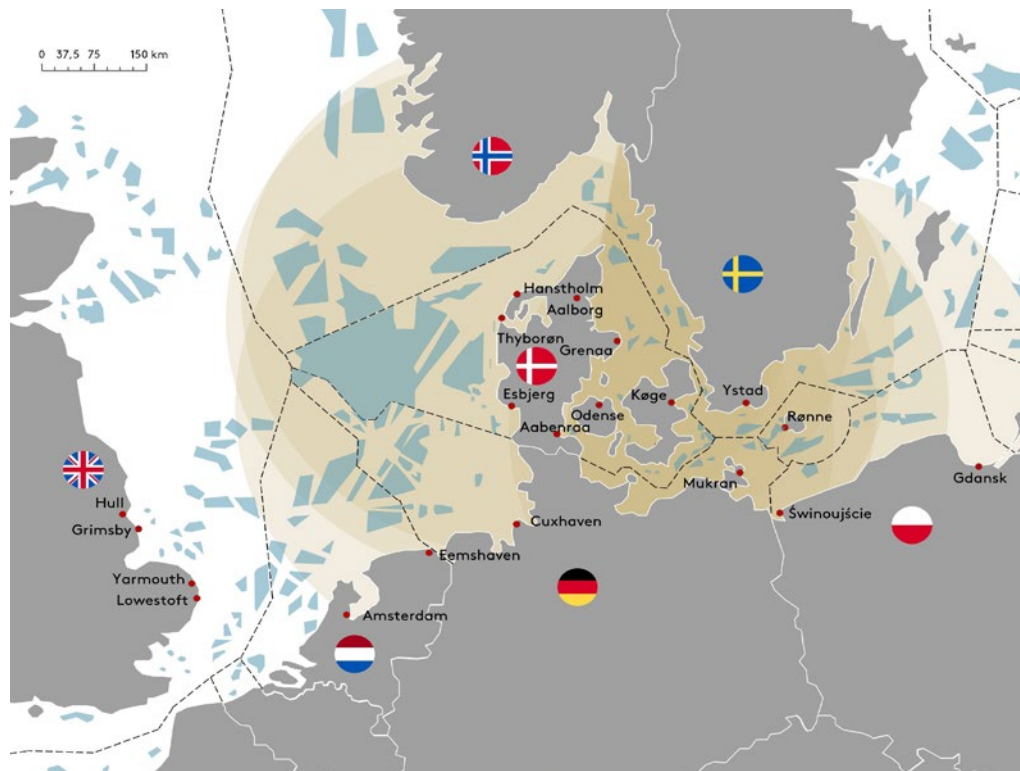 0 37,5 75 150 km
Hanstholm
Aalborg
Thyborøn
Grenaa
Esbjerg
Odense
Køge
Ystad
Rønne
Aabenraa
Mukran
Gdansk
Hull
Grimsby
Cuxhaven
Świnoujście
Eemshaven
Yarmouth
Lowestoft
Amsterdam